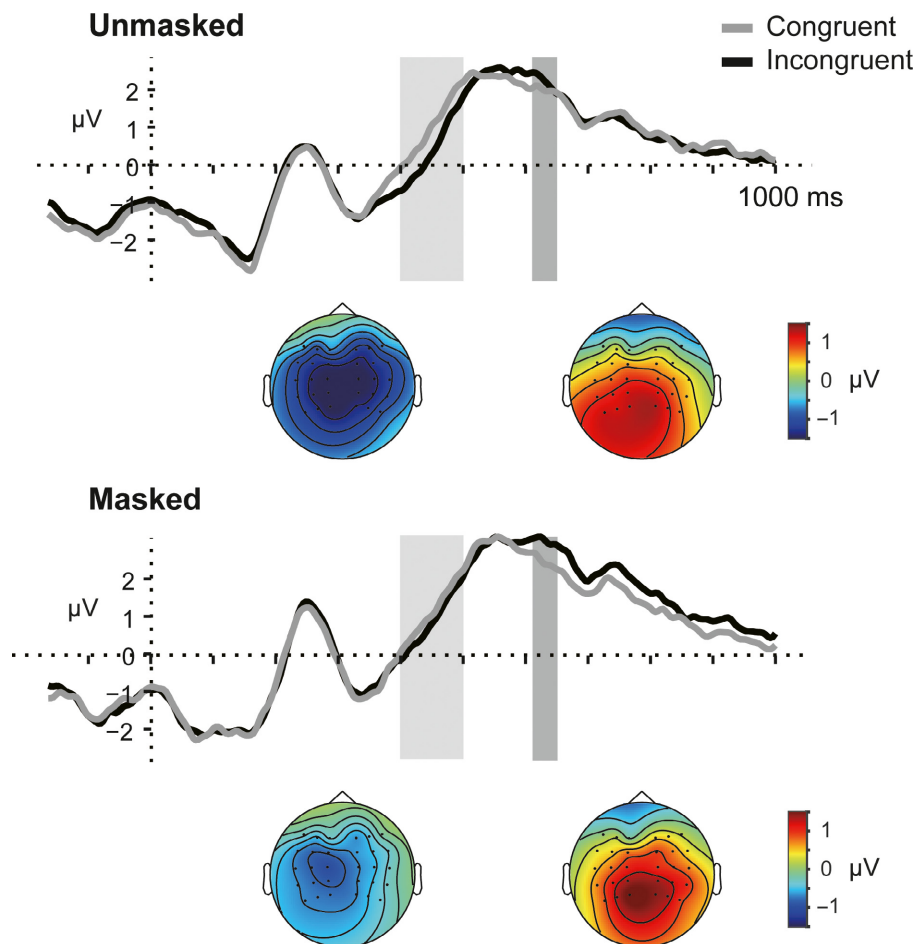 Unmasked
Congruent
Incongruent
2
μV
1
0
−1
−2
1000 ms
1
0
μV
−1
Masked
2
μV
1
0
−1
−2
1
0
μV
−1